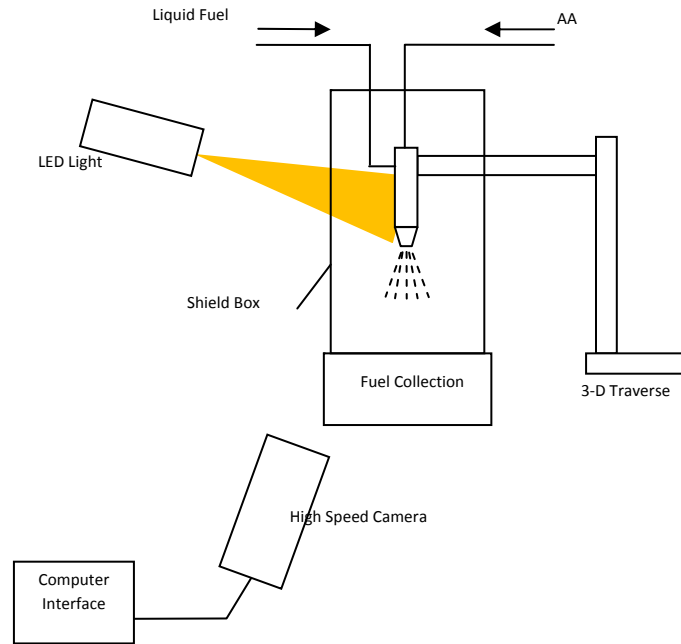 Liquid Fuel
AA
LED Light
Shield Box
Fuel Collection
3-D Traverse
High Speed Camera
Computer
Interface